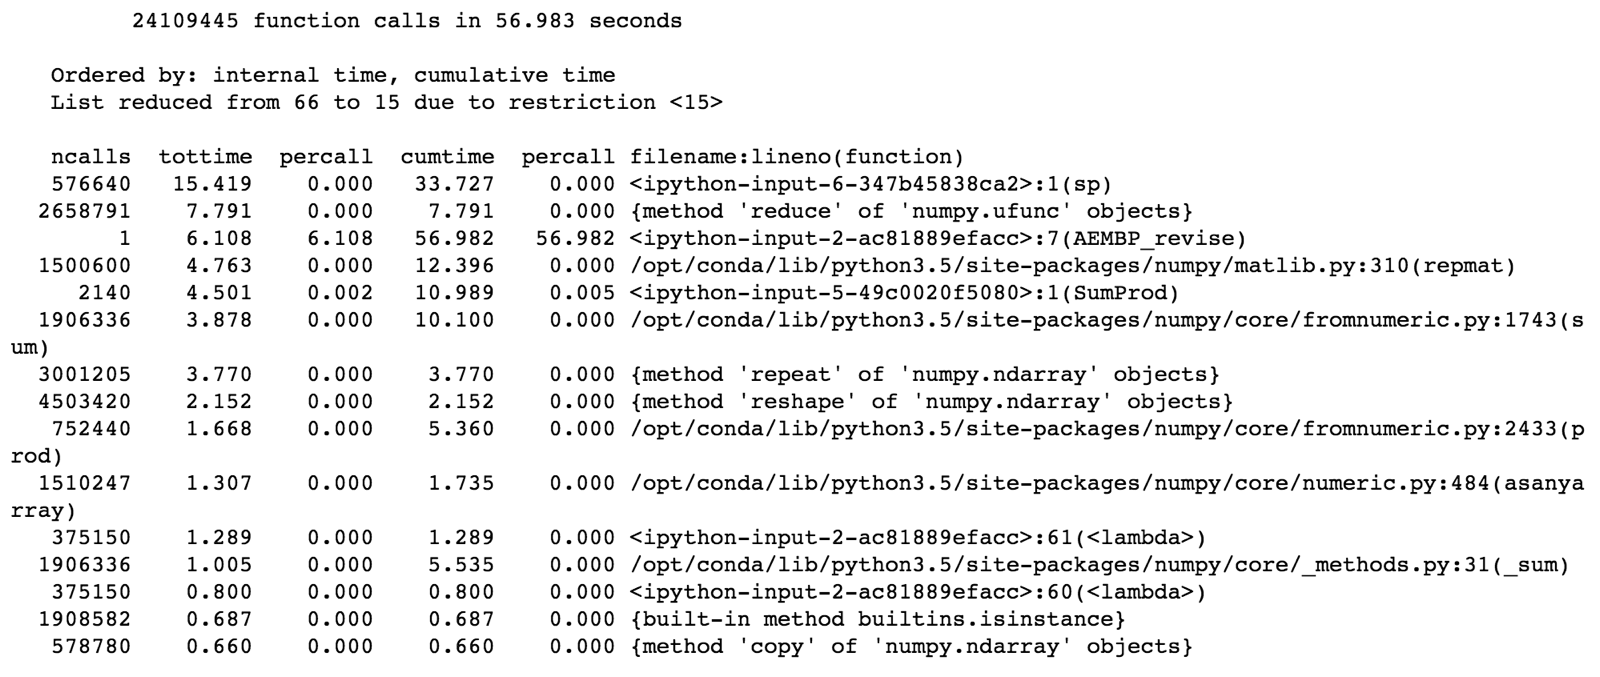 24109445 function calls in 56.983 seconds
Ordered by: internal time, cumulative time
List reduced from 66 to 15 due to restriction <15>
ncalls  tottime  percall  cumtime  percall filename:lineno(function)
576640   15.419    0.000   33.727    0.000 <ipython-input-6-347b45838ca2>:1(sp)
2658791    7.791    0.000    7.791    0.000 {method 'reduce' of 'numpy.ufunc' objects}
1    6.108    6.108   56.982   56.982 <ipython-input-2-ac81889efacc>:7(AEMBP_revise)
1500600    4.763    0.000   12.396    0.000 /opt/conda/lib/python3.5/site-packages/numpy/matlib.py:310(repmat)
2140    4.501    0.002   10.989    0.005 <ipython-input-5-49c0020f5080>:1(SumProd)
1906336    3.878    0.000   10.100    0.000 /opt/conda/lib/python3.5/site-packages/numpy/core/fromnumeric.py:1743(s
um)
3001205    3.770    0.000    3.770    0.000 {method 'repeat' of 'numpy.ndarray' objects}
4503420    2.152    0.000    2.152    0.000 {method 'reshape' of 'numpy.ndarray' objects}
752440    1.668    0.000    5.360    0.000 /opt/conda/lib/python3.5/site-packages/numpy/core/fromnumeric.py:2433(p
rod)
1510247    1.307    0.000    1.735    0.000 /opt/conda/lib/python3.5/site-packages/numpy/core/numeric.py:484(asanya
rray)
375150    1.289    0.000    1.289    0.000 <ipython-input-2-ac81889efacc>:61(<lambda>)
1906336    1.005    0.000    5.535    0.000 /opt/conda/lib/python3.5/site-packages/numpy/core/_methods.py:31(_sum)
375150    0.800    0.000    0.800    0.000 <ipython-input-2-ac81889efacc>:60(<lambda>)
1908582    0.687    0.000    0.687    0.000 {built-in method builtins.isinstance}
578780    0.660    0.000    0.660    0.000 {method 'copy' of 'numpy.ndarray' objects}